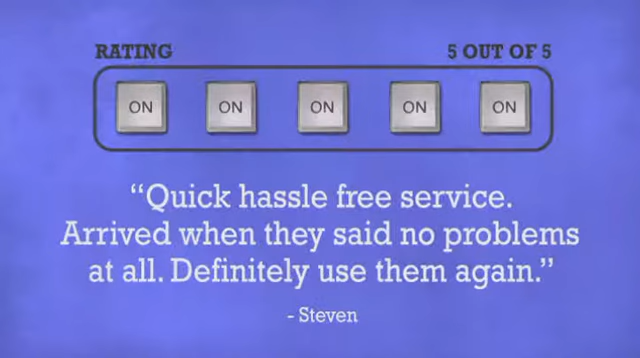 RATING 5 OUT OF 5
ON ON ON ON ON
“Quick hassle free service.
Arrived when they said no problems
at all. Definitely use them again.”
- Steven